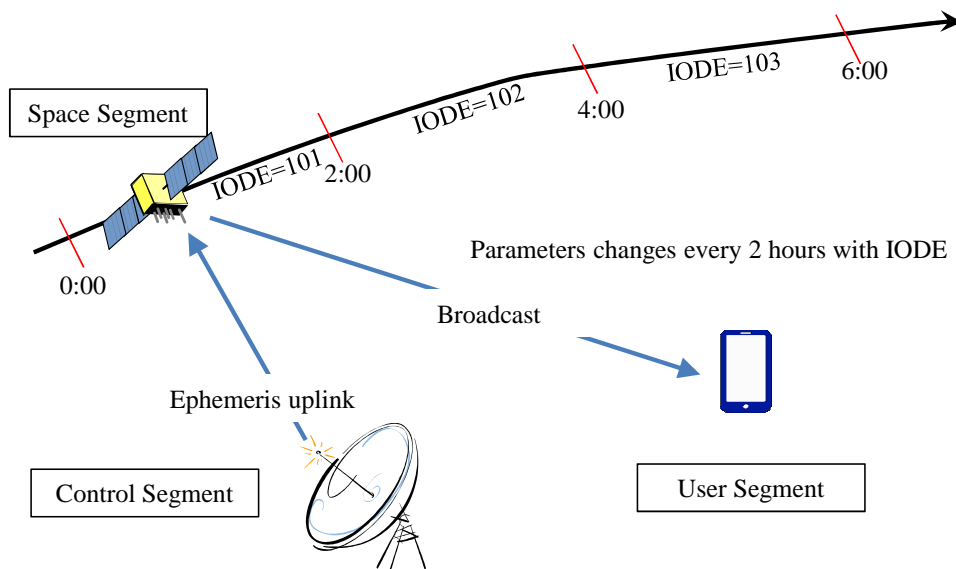 IODE=103
6:00
4:00
IODE=102
Space Segment
IODE=101
2:00
0:00
Parameters changes every 2 hours with IODE
Broadcast
Ephemeris uplink
Control Segment
User Segment